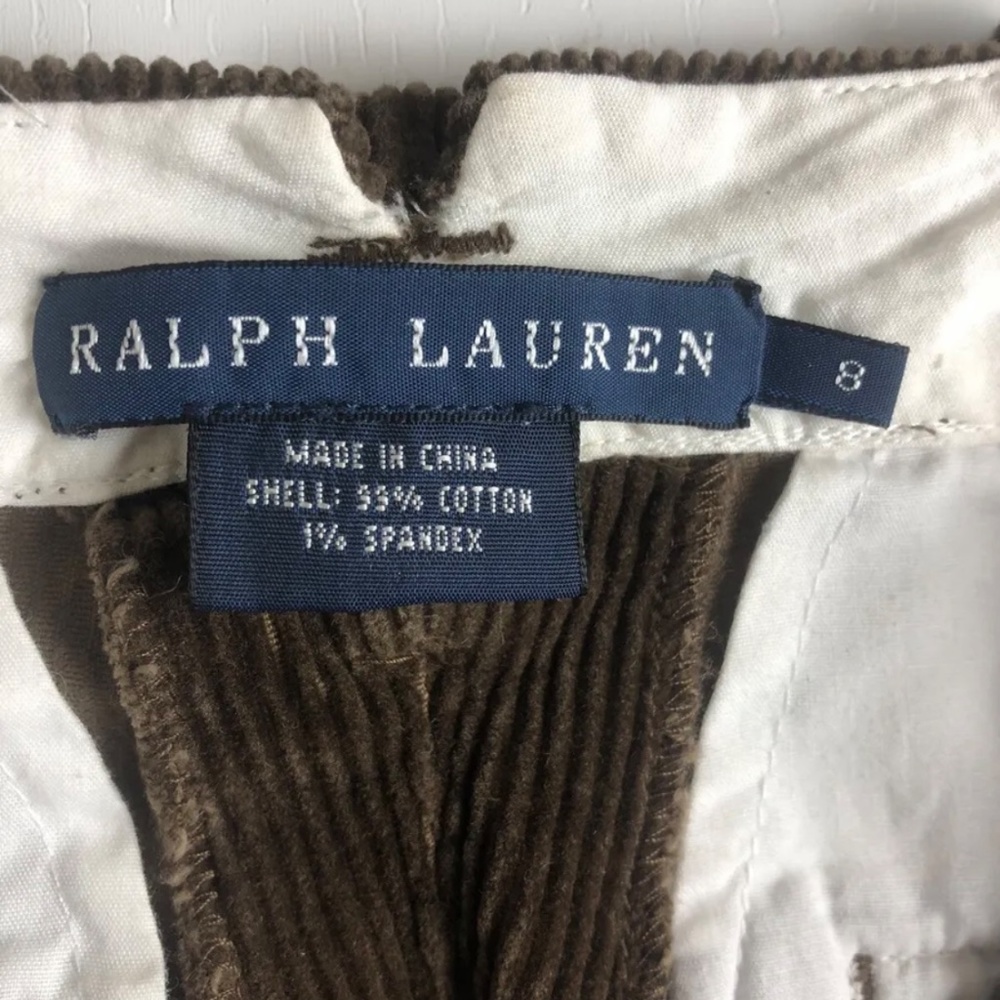 RALPH LAUREN
8
MADE IN CHINA
SHELL: 99% COTTON
1% SPANDEX